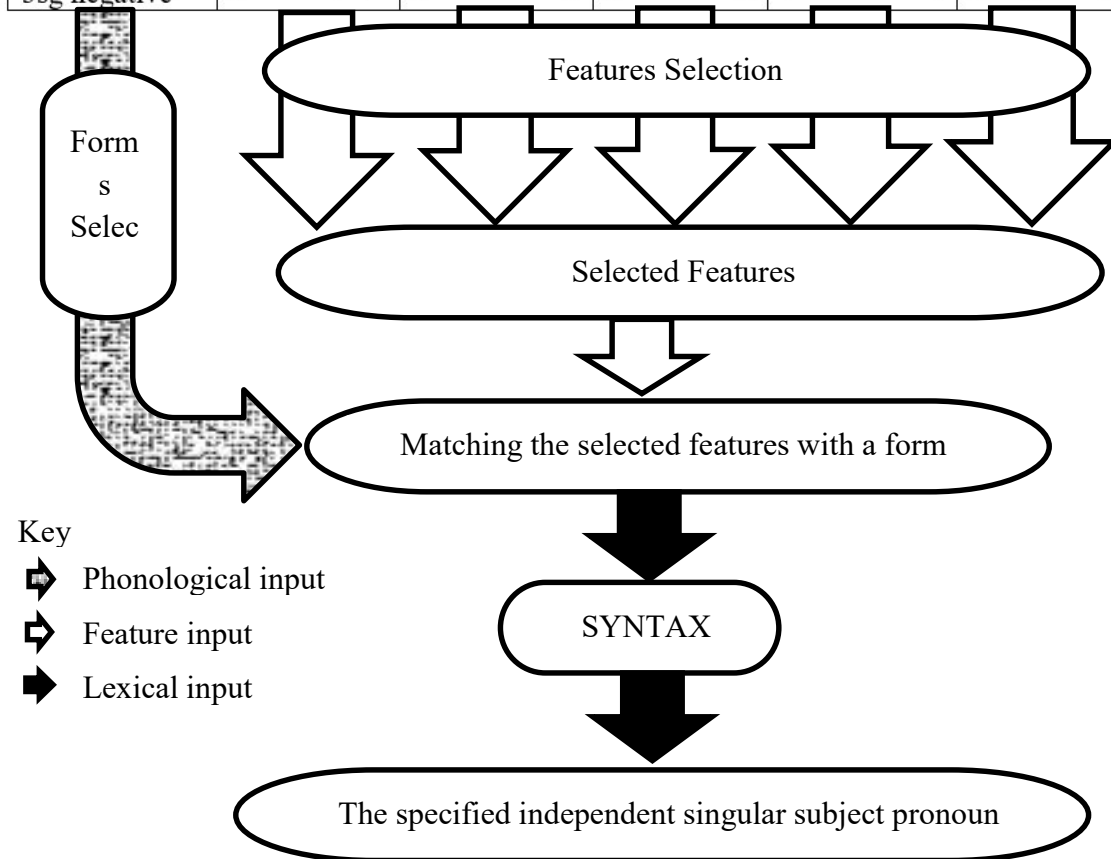 3sg negative
Features Selection
Form
s
Selec
Selected Features
Matching the selected features with a form
Key
Phonological input
Feature input
Lexical input
SYNTAX
The specified independent singular subject pronoun